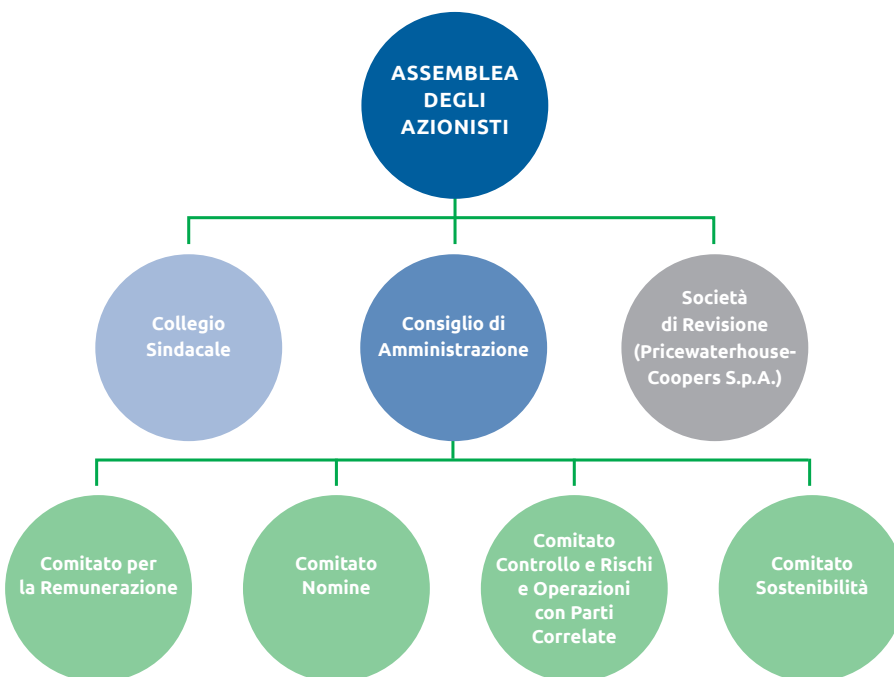 ASSEMBLEA
DEGLI
AZIONISTI
Collegio
Sindacale
Consiglio di
Amministrazione
Società
di Revisione
(Pricewaterhouse-
Coopers S.p.A.)
Comitato per
la Remunerazione
Comitato
Nomine
Comitato
Controllo e Rischi
e Operazioni
con Parti
Correlate
Comitato
Sostenibilità